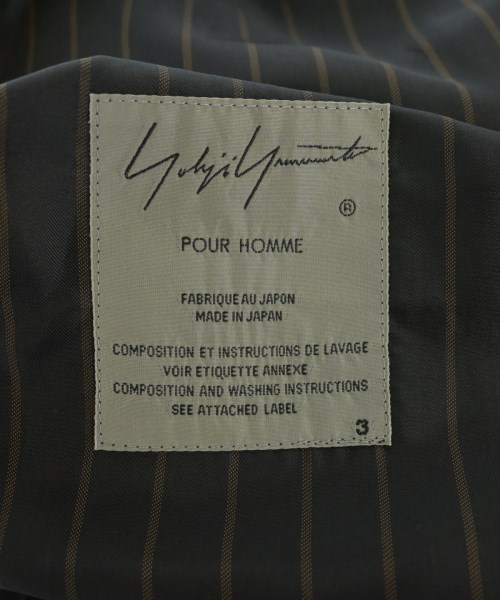 Yohji Yamamoto
®
POUR HOMME
FABRIQUE AU JAPON
MADE IN JAPAN
COMPOSITION ET INSTRUCTIONS DE LAVAGE
VOIR ETIQUETTE ANNEXE
COMPOSITION AND WASHING INSTRUCTIONS
SEE ATTACHED LABEL
3